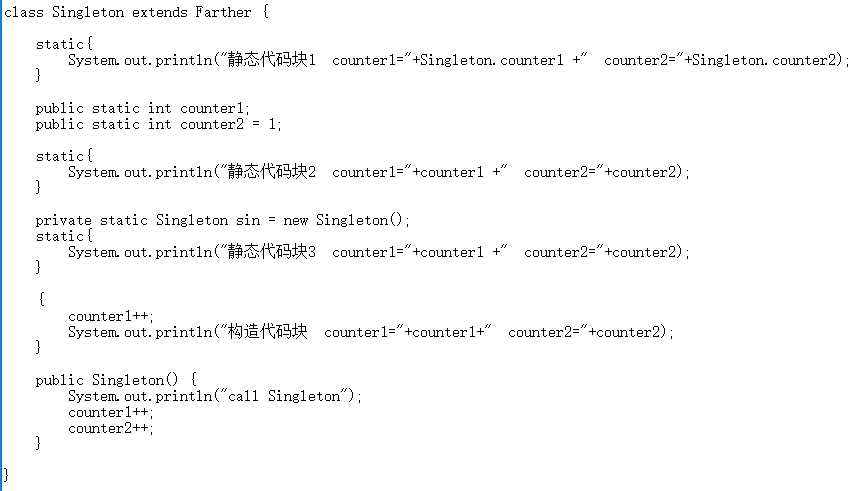 class Singleton extends Farther {
static{
System.out.println("静态代码块1  counter1="+Singleton.counter1 +"  counter2="+Singleton.counter2);
}
public static int counter1;
public static int counter2 = 1;
static{
System.out.println("静态代码块2  counter1="+counter1 +"  counter2="+counter2);
}
private static Singleton sin = new Singleton();
static{
System.out.println("静态代码块3  counter1="+counter1 +"  counter2="+counter2);
}
{
counter1++;
System.out.println("构造代码块  counter1="+counter1+"  counter2="+counter2);
}
public Singleton() {
System.out.println("call Singleton");
counter1++;
counter2++;
}
}